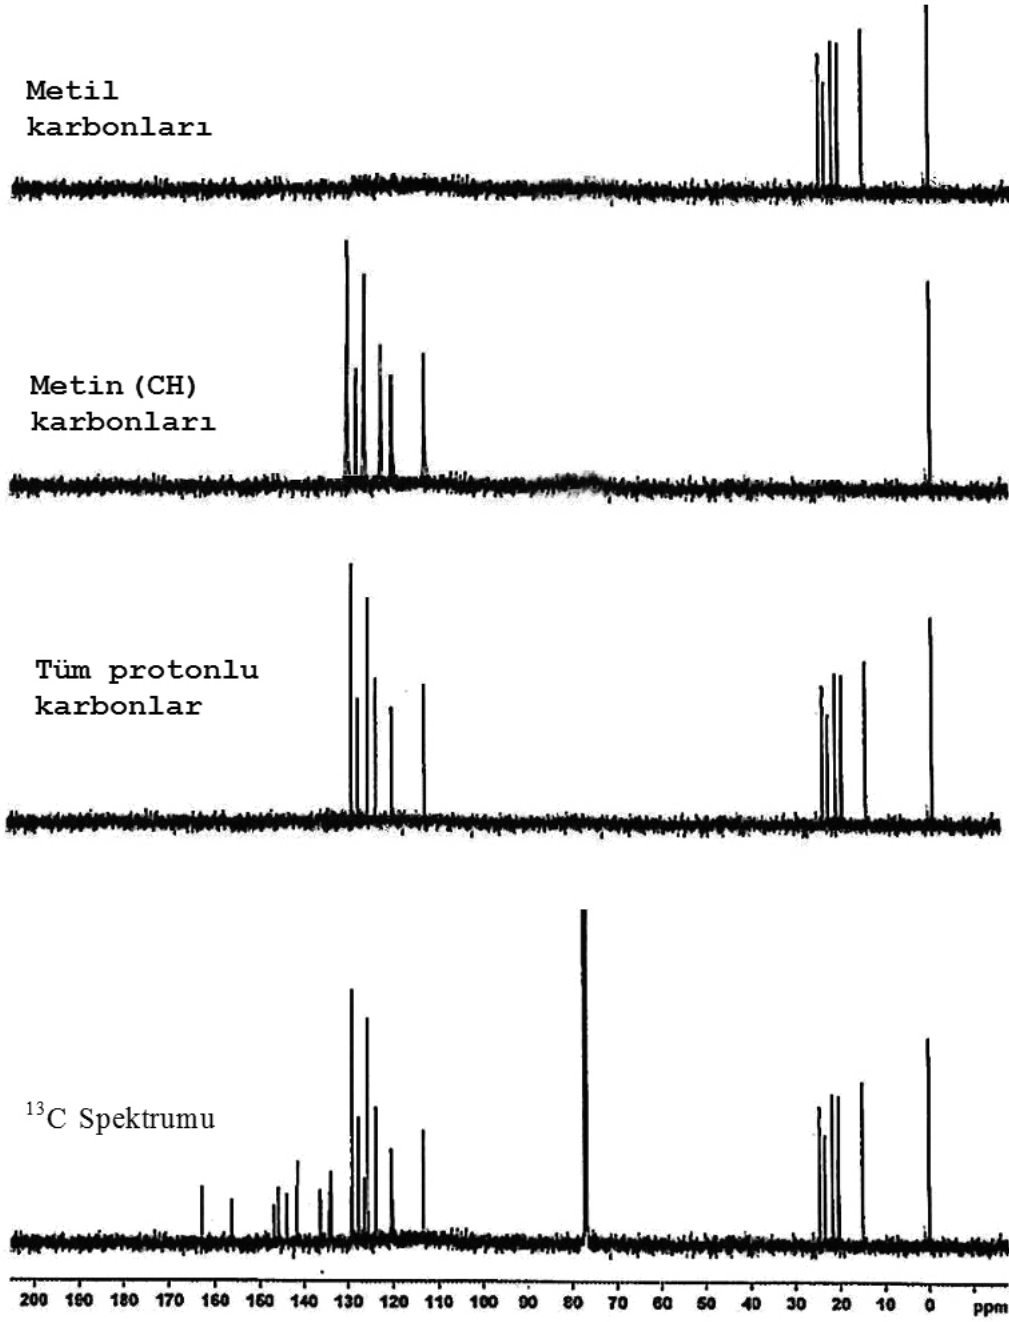 Metil
karbonları
Metin (CH)
karbonları
Tüm protonlu
karbonlar
¹³C Spektrumu
200 190 180 170 160 150 140 130 120 110 100 90 80 70 60 50 40 30 20 10 0 ppm